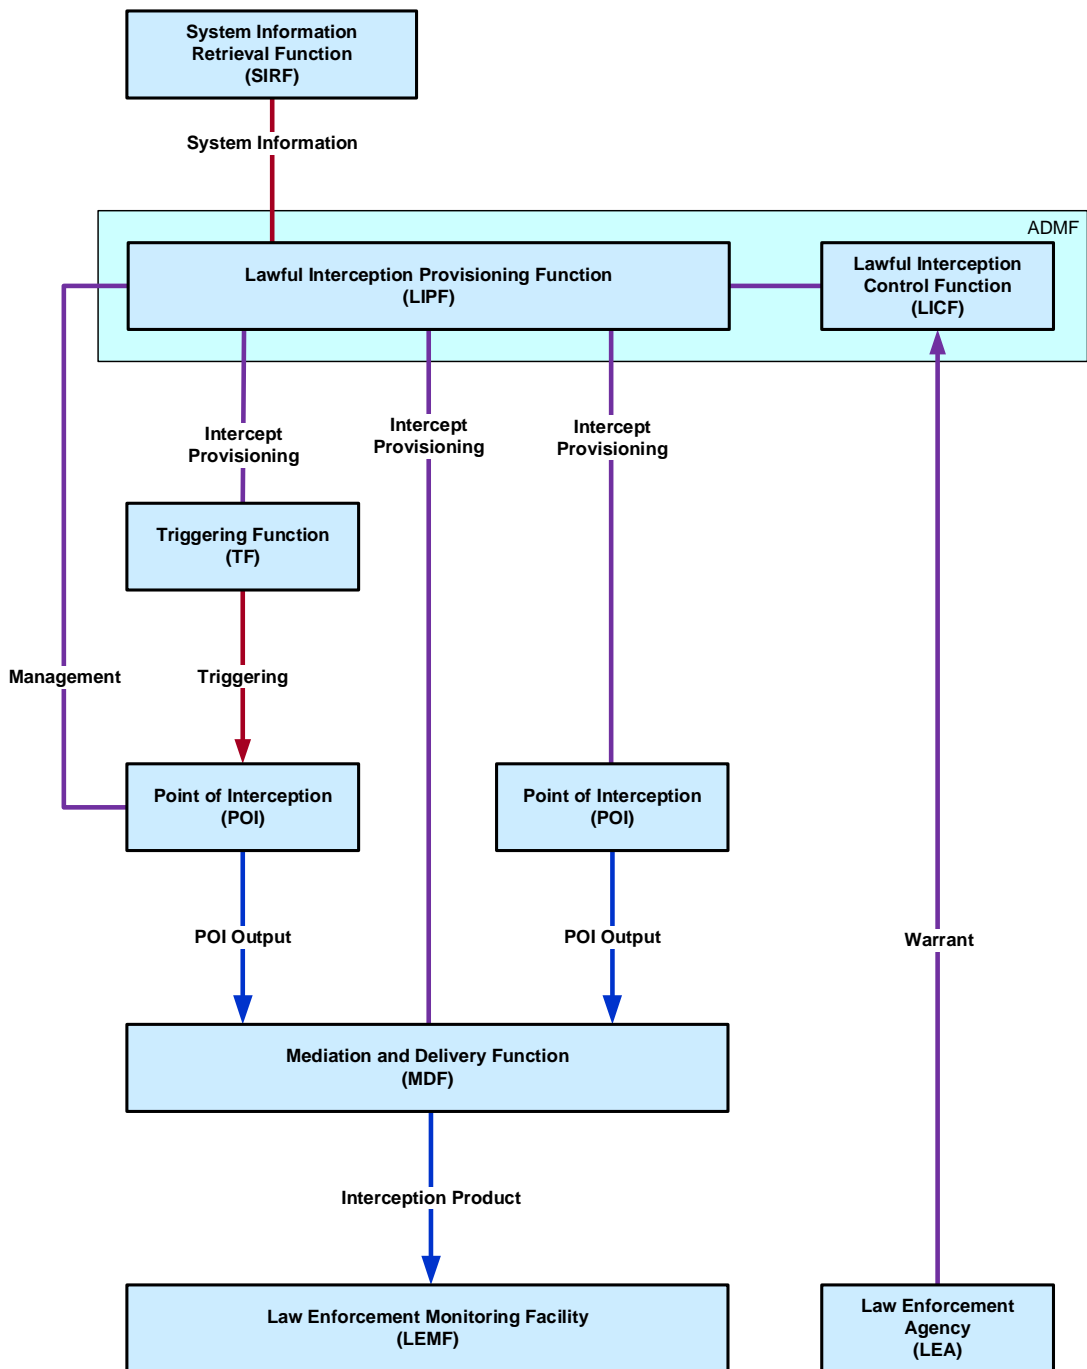 System Information
Retrieval Function
(SIRF)
System Information
ADMF
Lawful Interception Provisioning Function
(LIPF)
Lawful Interception
Control Function
(LICF)
Intercept
Provisioning
Intercept
Provisioning
Intercept
Provisioning
Triggering Function
(TF)
Management
Triggering
Point of Interception
(POI)
Point of Interception
(POI)
POI Output
POI Output
Warrant
Mediation and Delivery Function
(MDF)
Interception Product
Law Enforcement Monitoring Facility
(LEMF)
Law Enforcement
Agency
(LEA)